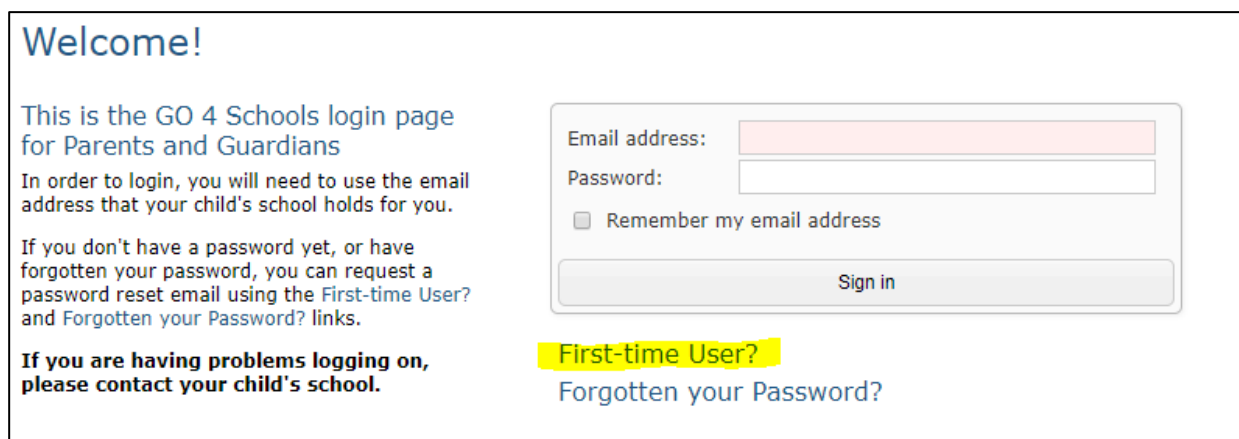 Welcome!
This is the GO 4 Schools login page
for Parents and Guardians
In order to login, you will need to use the email
address that your child's school holds for you.
If you don't have a password yet, or have
forgotten your password, you can request a
password reset email using the First-time User?
and Forgotten your Password? links.
If you are having problems logging on,
please contact your child's school.
Email address:
Password:
Remember my email address
Sign in
First-time User?
Forgotten your Password?